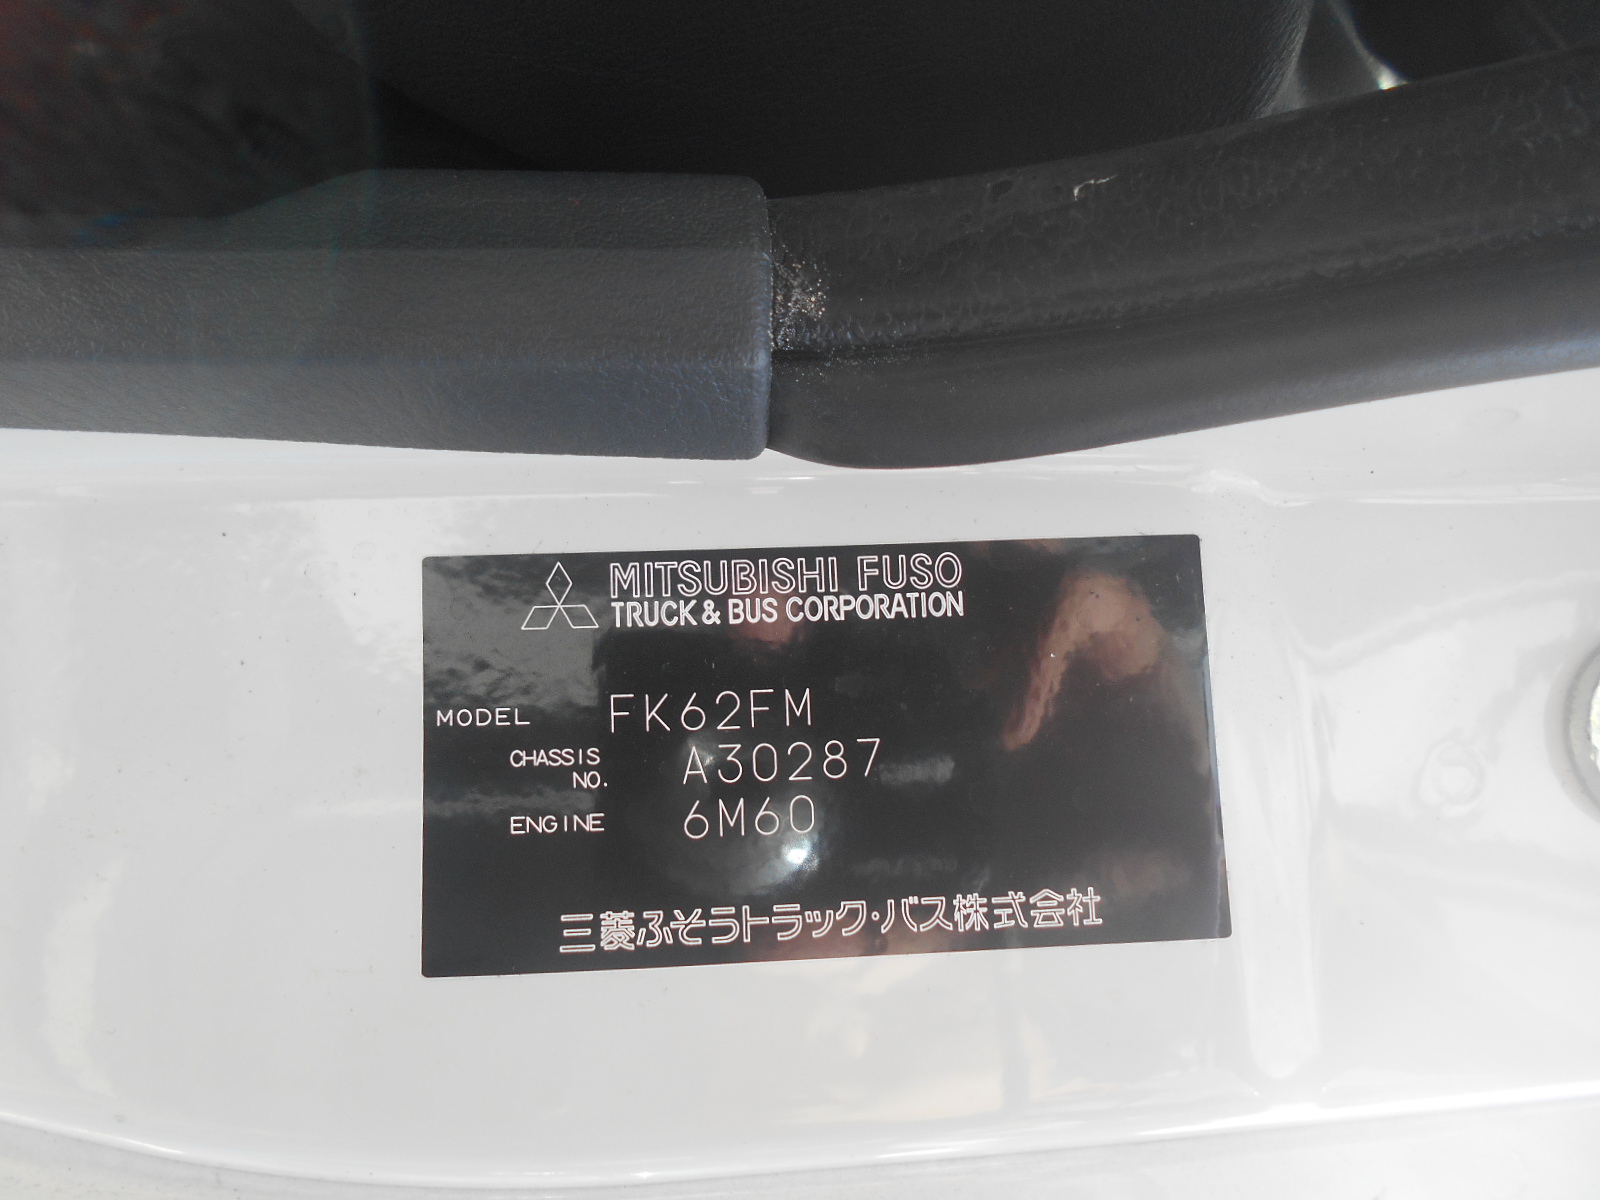 MITSUBISHI FUSO
TRUCK & BUS CORPORATION
MODEL FK62FM
CHASSIS NO. A30287
ENGINE 6M60
三菱ふそうトラック・バス株式会社